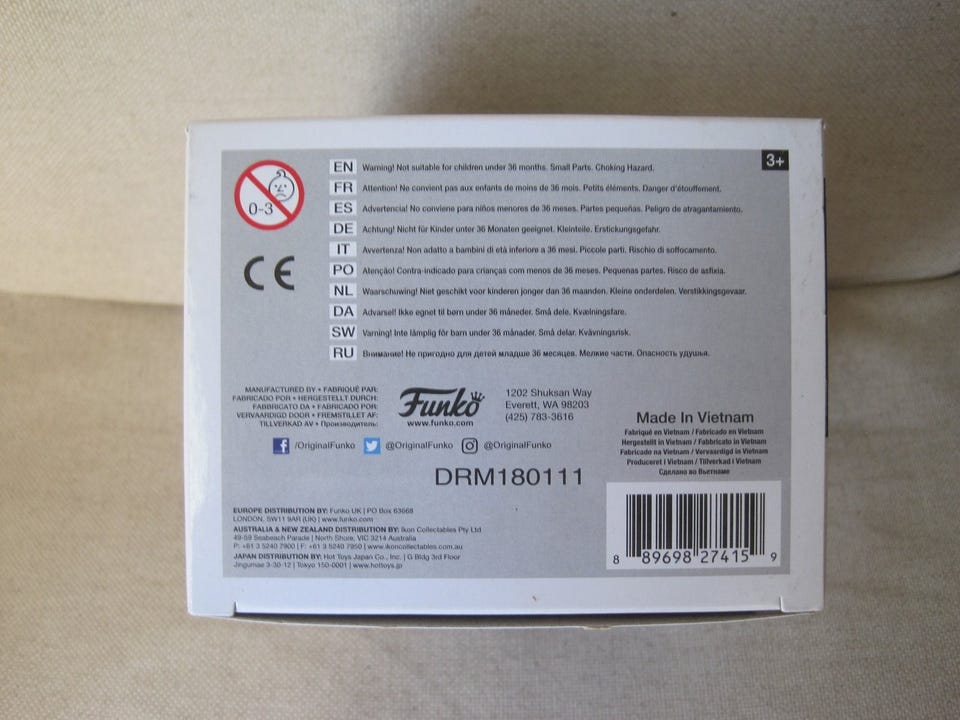 3+
0-3
EN Warning! Not suitable for children under 36 months. Small Parts. Choking Hazard.
FR Attention! Ne convient pas aux enfants de moins de 36 mois. Petits éléments. Danger d'étouffement.
ES Advertencia! No conviene para niños menores de 36 meses. Partes pequeñas. Peligro de atragantamiento.
DE Achtung! Nicht für Kinder unter 36 Monaten geeignet. Kleinteile. Erstickungsgefahr.
IT Avvertenza! Non adatto a bambini di età inferiore a 36 mesi. Piccole parti. Rischio di soffocamento.
PO Atenção! Contra-indicado para crianças com menos de 36 meses. Pequenas partes. Risco de asfixia.
NL Waarschuwing! Niet geschikt voor kinderen jonger dan 36 maanden. Kleine onderdelen. Verstikkingsgevaar.
DA Advarsel! Ikke egnet til børn under 36 måneder. Små dele. Kvælningsfare.
SW Varning! Inte lämplig för barn under 36 månader. Små delar. Kvävningsrisk.
RU Внимание! Не пригодно для детей младше 36 месяцев. Мелкие части. Опасность удушья.
CE
MANUFACTURED BY • FABRIQUÉ PAR:
FABRICADO POR • HERGESTELLT DURCH:
FABBRICATO DA • FABRICADO POR:
VERVAARDIGD DOOR • FREMSTILLET AF:
TILLVERKAD AV • Производитель:
Funko
www.funko.com
1202 Shuksan Way
Everett, WA 98203
(425) 783-3616
/OriginalFunko @OriginalFunko @OriginalFunko
DRM180111
Made In Vietnam
Fabriqué en Vietnam / Fabricado en Vietnam
Hergestellt in Vietnam / Fabbricato in Vietnam
Fabricado na Vietnam / Vervaardigd in Vietnam
Produceret i Vietnam / Tillverkad i Vietnam
Сделано во Вьетнаме
EUROPE DISTRIBUTION BY: Funko UK | PO Box 63668
LONDON, SW11 9AR (UK) | www.funko.com
AUSTRALIA & NEW ZEALAND DISTRIBUTION BY: Ikon Collectables Pty Ltd
49-59 Seabeach Parade | North Shore, VIC 3214 Australia
P: +61 3 5240 7900 | F: +61 3 5240 7950 | www.ikoncollectables.com.au
JAPAN DISTRIBUTION BY: Hot Toys Japan Co., Inc. | G Bldg 3rd Floor
Jingumae 3-30-12 | Tokyo 150-0001 | www.hottoys.jp
8 89698 27415 9